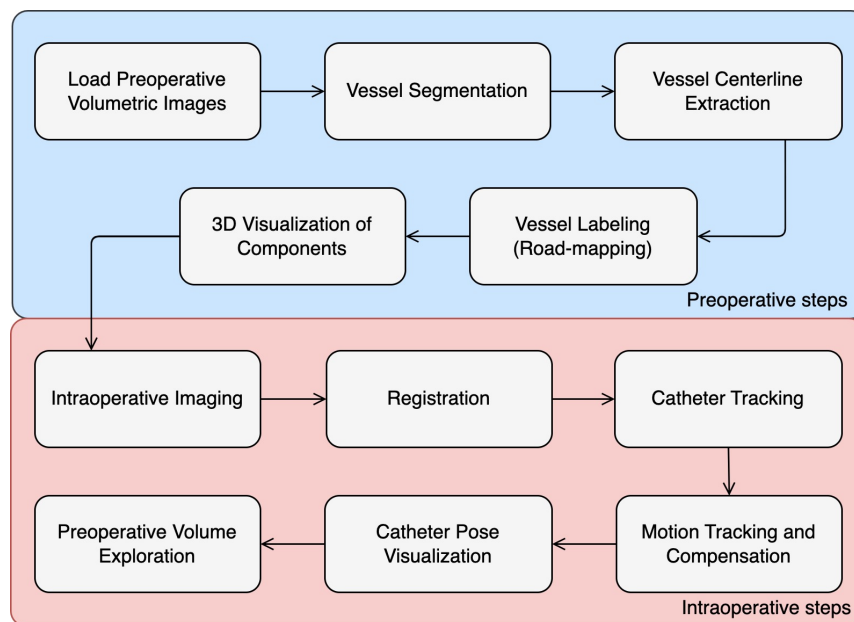 Load Preoperative
Volumetric Images
Vessel Segmentation
Vessel Centerline
Extraction
3D Visualization of
Components
Vessel Labeling
(Road-mapping)
Preoperative steps
Intraoperative Imaging
Registration
Catheter Tracking
Preoperative Volume
Exploration
Catheter Pose
Visualization
Motion Tracking and
Compensation
Intraoperative steps